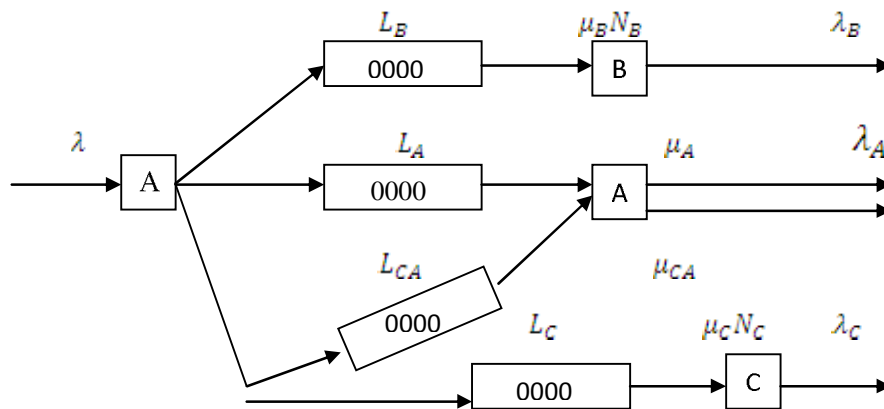 L_B μ_B N_B λ_B
0000 B
λ L_A μ_A λ_A
A 0000 A
L_CA μ_CA
0000
L_C μ_C N_C λ_C
0000 C